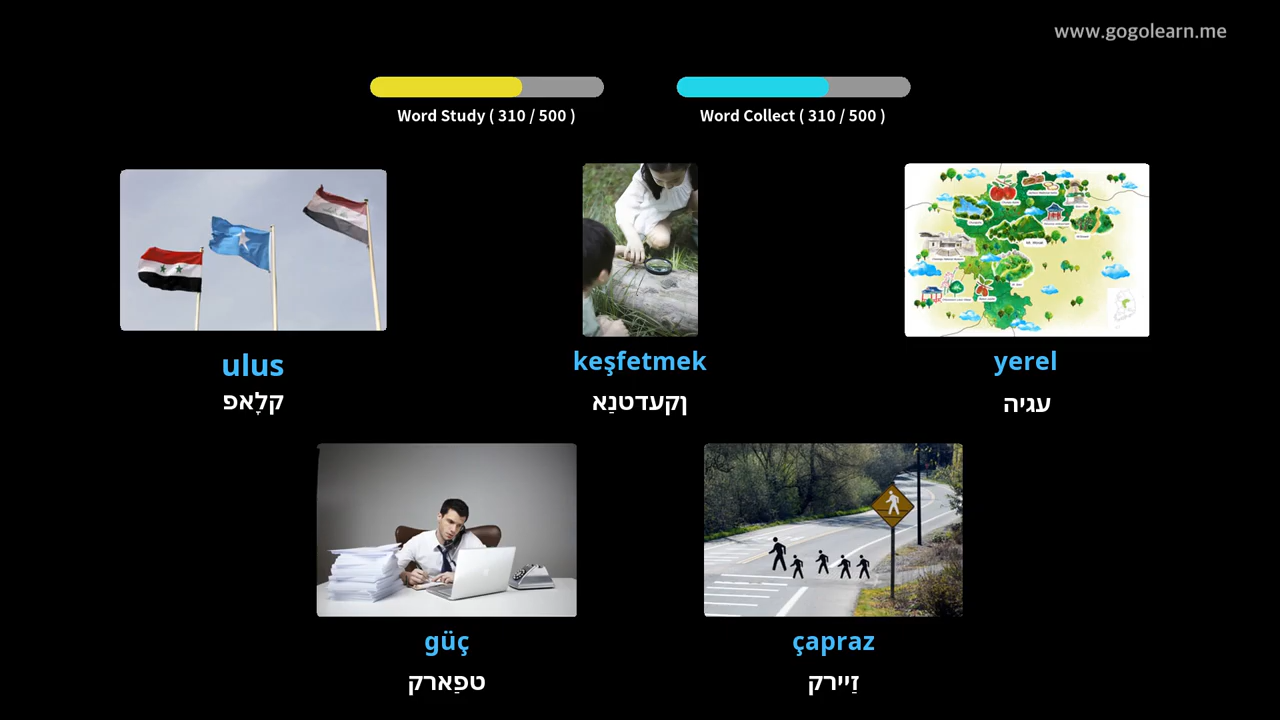 www.gogolearn.me
Word Study ( 310 / 500 )
Word Collect ( 310 / 500 )
ulus
קלָאפ
keşfetmek
ןקעדטנַא
yerel
עגיה
güç
טפַארק
çapraz
זַיירק